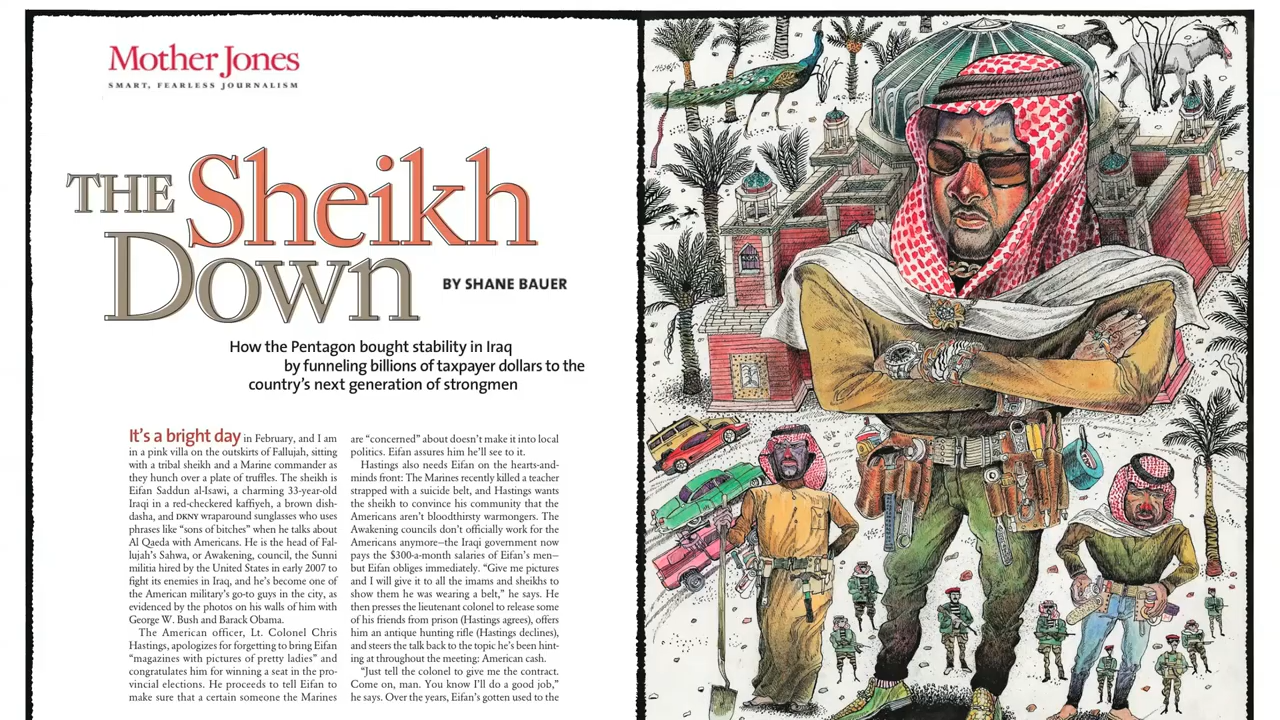 Mother Jones
SMART, FEARLESS JOURNALISM
THE Sheikh
Down
BY SHANE BAUER
How the Pentagon bought stability in Iraq
by funneling billions of taxpayer dollars to the
country’s next generation of strongmen
It’s a bright day in February, and I am
in a pink villa on the outskirts of Fallujah, sitting
with a tribal sheikh and a Marine commander as
they hunch over a plate of truffles. The sheikh is
Eifan Saddun al-Isawi, a charming 33-year-old
Iraqi in a red-checkered kaffiyeh, a brown dish-
dasha, and DKNY wraparound sunglasses who uses
phrases like “sons of bitches” when he talks about
Al Qaeda with Americans. He is the head of Fal-
lujah’s Sahwa, or Awakening, council, the Sunni
militia hired by the United States in early 2007 to
fight its enemies in Iraq, and he’s become one of
the American military’s go-to guys in the city, as
evidenced by the photos on his walls of him with
George W. Bush and Barack Obama.
The American officer, Lt. Colonel Chris
Hastings, apologizes for forgetting to bring Eifan
“magazines with pictures of pretty ladies” and
congratulates him for winning a seat in the pro-
vincial elections. He proceeds to tell Eifan to
make sure that a certain someone the Marines
are “concerned” about doesn’t make it into local
politics. Eifan assures him he’ll see to it.
Hastings also needs Eifan on the hearts-and-
minds front: The Marines recently killed a teacher
strapped with a suicide belt, and Hastings wants
the sheikh to convince his community that the
Americans aren’t bloodthirsty warmongers. The
Awakening councils don’t officially work for the
Americans anymore—the Iraqi government now
pays the $300-a-month salaries of Eifan’s men—
but Eifan obliges immediately. “Give me pictures
and I will give it to all the imams and sheikhs to
show them he was wearing a belt,” he says. He
then presses the lieutenant colonel to release some
of his friends from prison (Hastings agrees), offers
him an antique hunting rifle (Hastings declines),
and steers the talk back to the topic he’s been hint-
ing at throughout the meeting: American cash.
“Just tell the colonel to give me the contract.
Come on, man. You know I’ll do a good job,”
he says. Over the years, Eifan’s gotten used to the